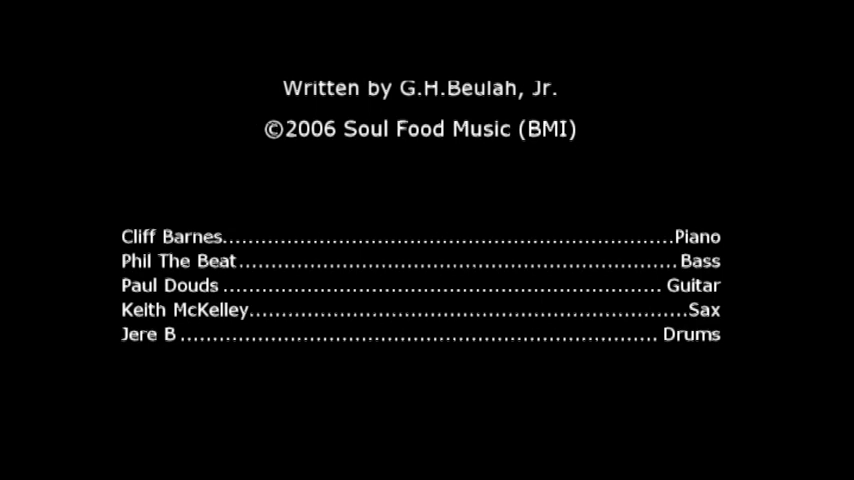 Written by G.H.Beulah, Jr.
©2006 Soul Food Music (BMI)
Cliff Barnes......................................................................Piano
Phil The Beat....................................................................Bass
Paul Douds .................................................................... Guitar
Keith McKelley....................................................................Sax
Jere B .......................................................................... Drums